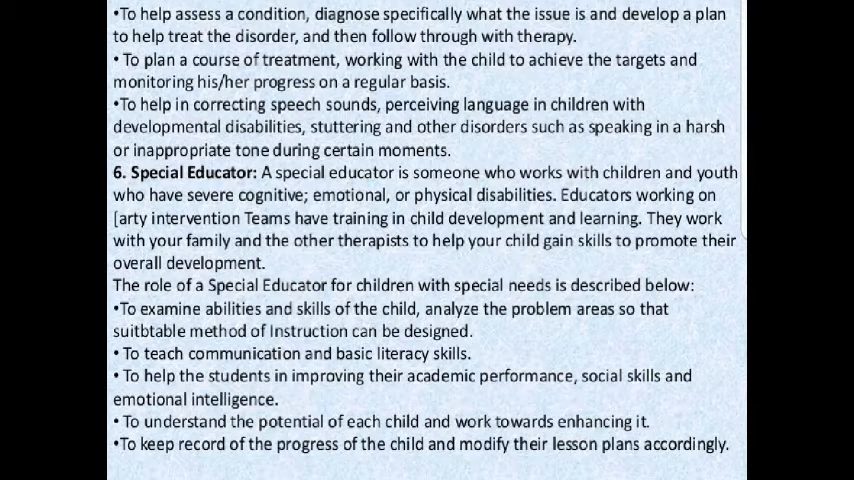 •To help assess a condition, diagnose specifically what the issue is and develop a plan
to help treat the disorder, and then follow through with therapy.
• To plan a course of treatment, working with the child to achieve the targets and
monitoring his/her progress on a regular basis.
•To help in correcting speech sounds, perceiving language in children with
developmental disabilities, stuttering and other disorders such as speaking in a harsh
or inappropriate tone during certain moments.
6. Special Educator: A special educator is someone who works with children and youth
who have severe cognitive; emotional, or physical disabilities. Educators working on
[arty intervention Teams have training in child development and learning. They work
with your family and the other therapists to help your child gain skills to promote their
overall development.
The role of a Special Educator for children with special needs is described below:
•To examine abilities and skills of the child, analyze the problem areas so that
suitbtable method of Instruction can be designed.
• To teach communication and basic literacy skills.
• To help the students in improving their academic performance, social skills and
emotional intelligence.
• To understand the potential of each child and work towards enhancing it.
•To keep record of the progress of the child and modify their lesson plans accordingly.